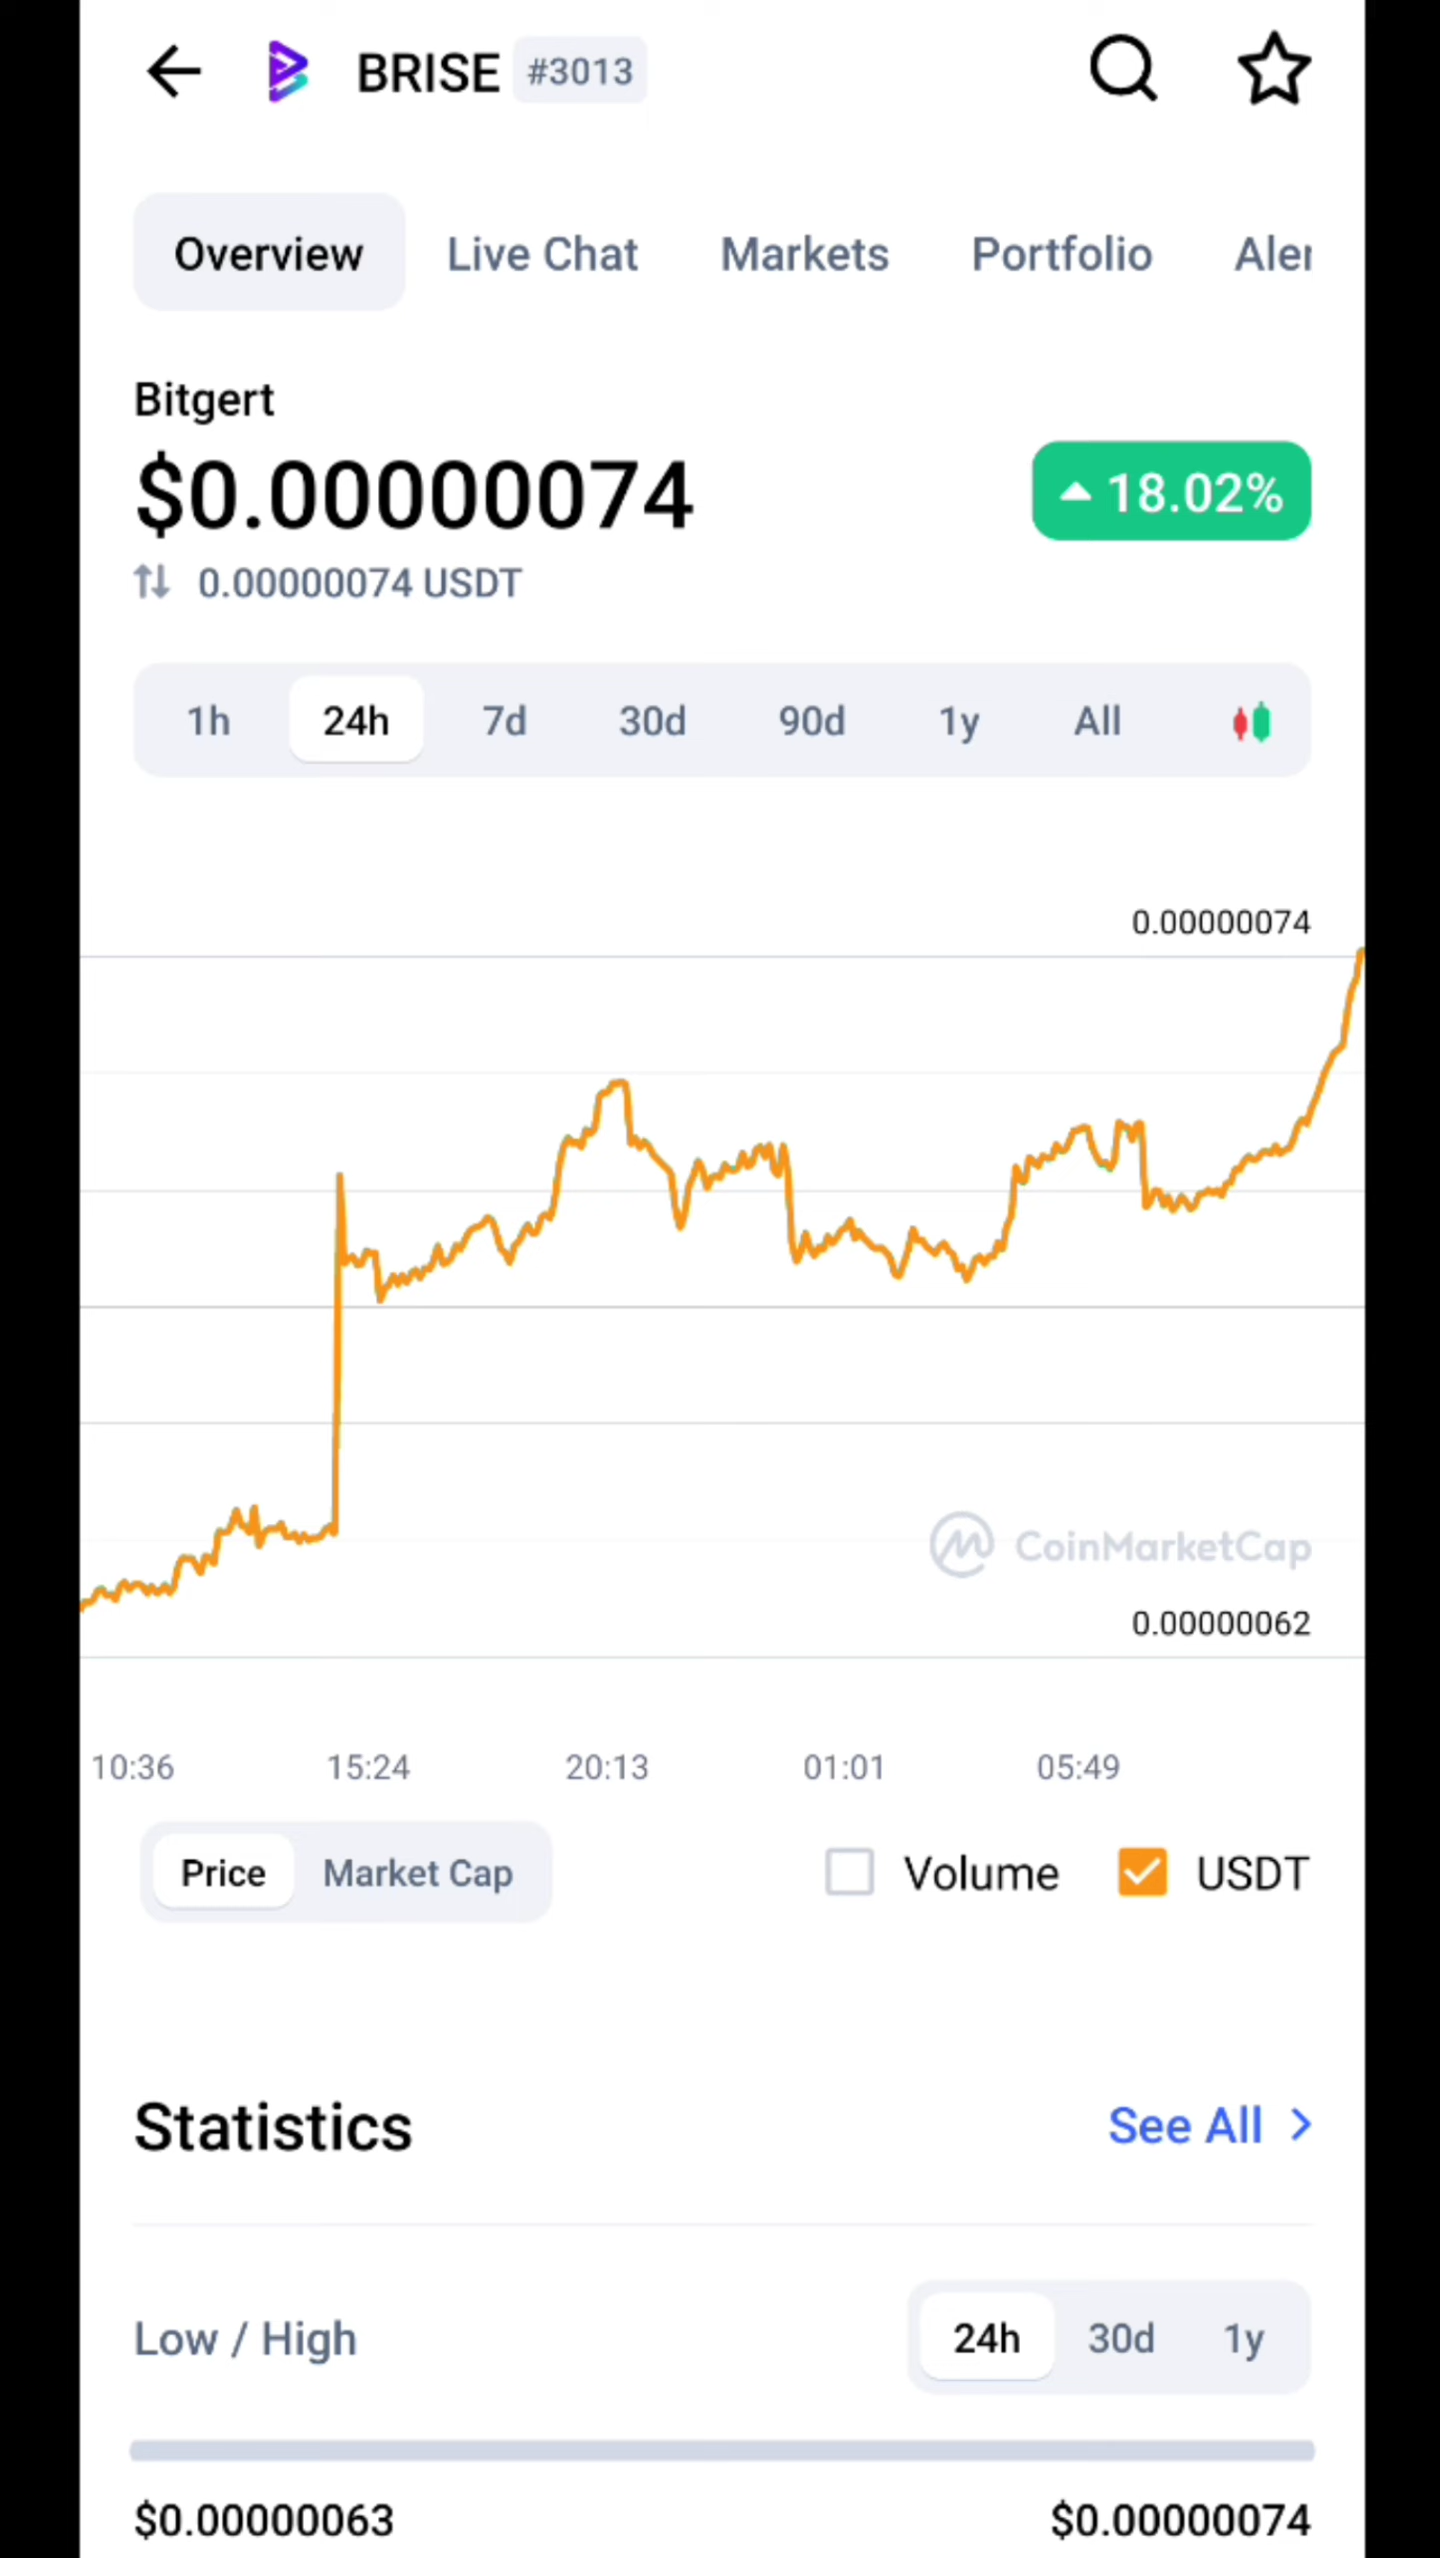 BRISE #3013
Overview Live Chat Markets Portfolio Aler
Bitgert
$0.00000074 18.02%
0.00000074 USDT
1h 24h 7d 30d 90d 1y All
0.00000074
CoinMarketCap
0.00000062
10:36 15:24 20:13 01:01 05:49
Price Market Cap Volume USDT
Statistics See All
Low / High 24h 30d 1y
$0.00000063 $0.00000074